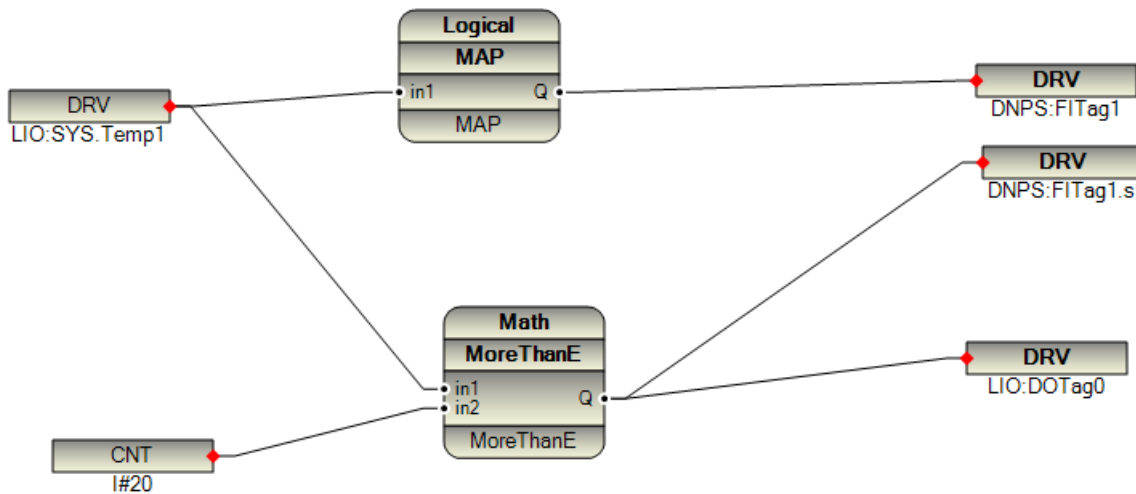 Logical
MAP
in1 Q
MAP
DRV
LIO:SYS.Temp1
DRV
DNPS:FITag1
DRV
DNPS:FITag1.s
Math
MoreThanE
in1
in2
Q
MoreThanE
DRV
LIO:DOTag0
CNT
I#20